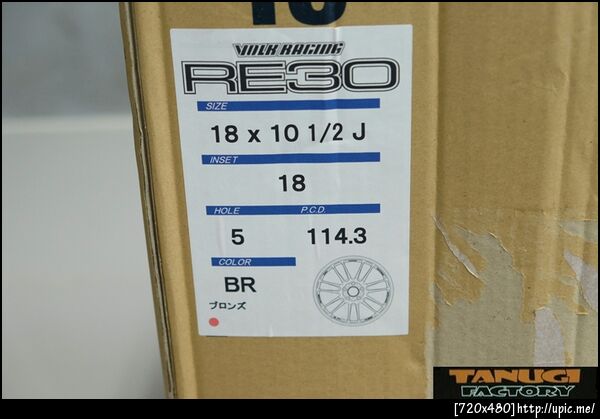 10
VOLK RACING
RE30
SIZE
18 x 10 1/2 J
INSET
18
HOLE P.C.D.
5 114.3
COLOR
BR
ブロンズ
TANUGI
FACTORY
[720x480]http://upic.me/